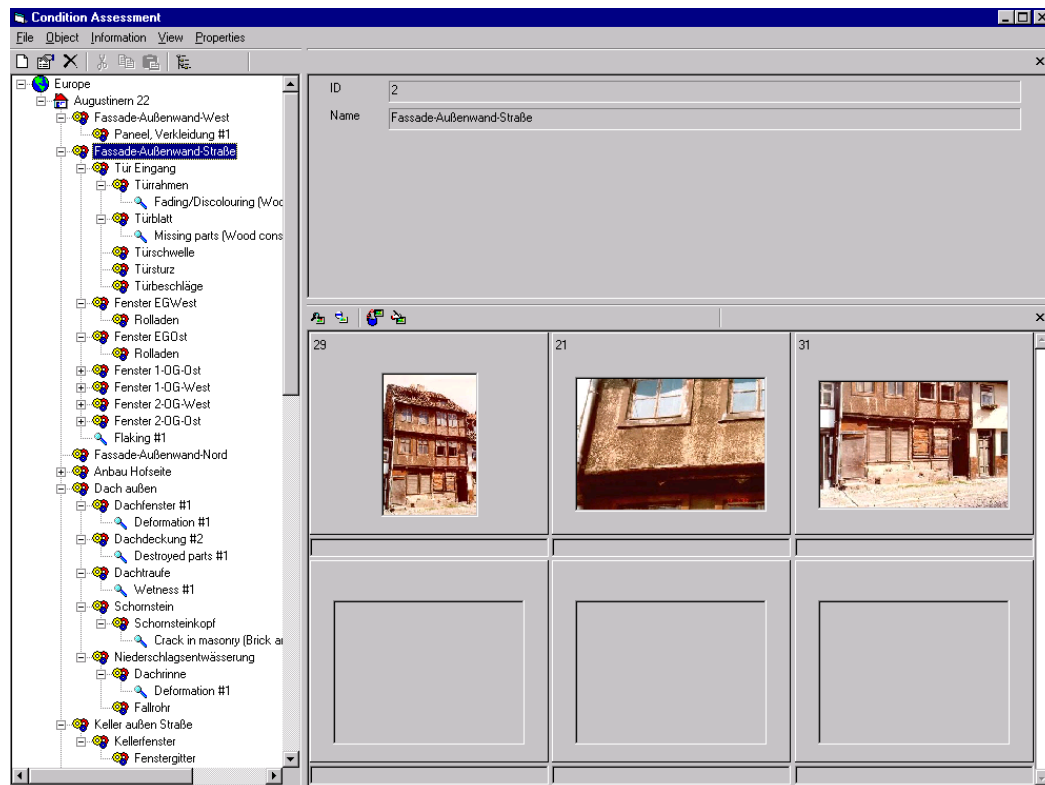 Condition Assessment
File Object Information View Properties
Europe
Augustinern 22
Fassade-Außenwand-West
Paneel, Verkleidung #1
Fassade-Außenwand-Straße
Tür Eingang
Türrahmen
Fading/Discolouring (Woo
Türblatt
Missing parts (Wood cons
Türschwelle
Türsturz
Türbeschläge
Fenster EGWest
Rolladen
Fenster EGOst
Rolladen
Fenster 1-OG-Ost
Fenster 1-OG-West
Fenster 2-OG-West
Fenster 2-OG-Ost
Flaking #1
Fassade-Außenwand-Nord
Anbau Hofseite
Dach außen
Dachfenster #1
Deformation #1
Dachdeckung #2
Destroyed parts #1
Dachtraufe
Wetness #1
Schornstein
Schornsteinkopf
Crack in masonry (Brick an
Niederschlagsentwässerung
Dachrinne
Deformation #1
Fallrohr
Keller außen Straße
Kellerfenster
Fenstergitter
ID 2
Name Fassade-Außenwand-Straße
29 21 31